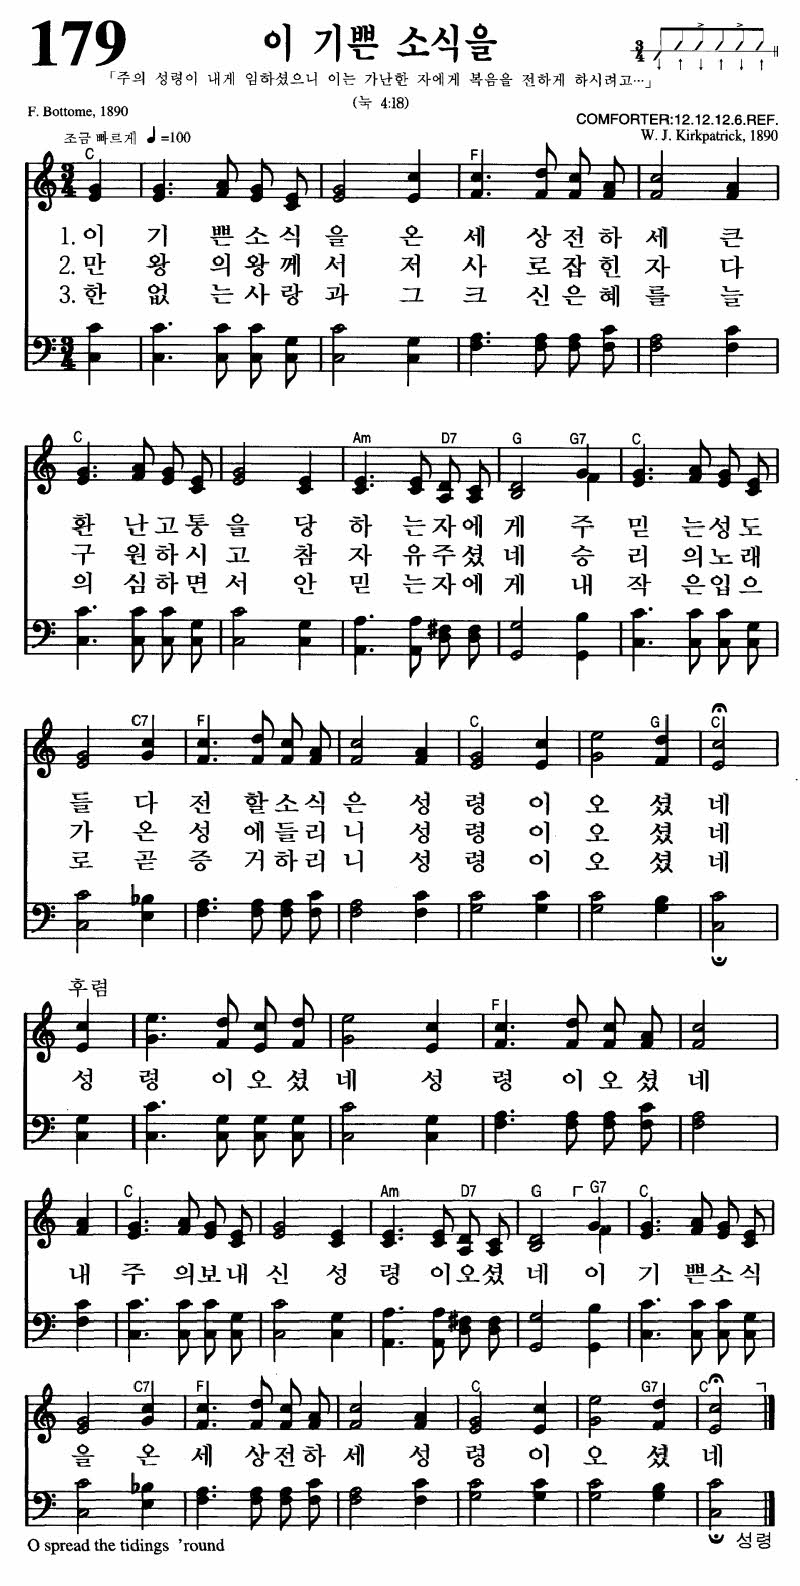 179
이 기쁜 소식을
3/4
「주의 성령이 내게 임하셨으니 이는 가난한 자에게 복음을 전하게 하시려고…」
(눅 4:18)
F. Bottome, 1890
COMFORTER:12.12.12.6.REF.
조금 빠르게 ♩=100
W. J. Kirkpatrick, 1890
C F
1. 이 기 쁜 소 식 을 온 세 상 전 하 세 큰
2. 만 왕 의 왕 께 서 저 사 로 잡 힌 자 다
3. 한 없 는 사 랑 과 그 크 신 은 혜 를 늘
C Am D7 G G7 C
환 난 고 통 을 당 하 는 자 에 게 주 믿 는 성 도
구 원 하 시 고 참 자 유 주 셨 네 승 리 의 노 래
의 심 하 면 서 안 믿 는 자 에 게 내 작 은 입 으
C7 F C G C
들 다 전 할 소 식 은 성 령 이 오 셨 네
가 온 성 에 들 리 니 성 령 이 오 셨 네
로 곧 증 거 하 리 니 성 령 이 오 셨 네
후렴
F
성 령 이 오 셨 네 성 령 이 오 셨 네
C Am D7 G G7 C
내 주 의 보 내 신 성 령 이 오 셨 네 이 기 쁜 소 식
C7 F C G7 C
을 온 세 상 전 하 세 성 령 이 오 셨 네
O spread the tidings ’round
성령